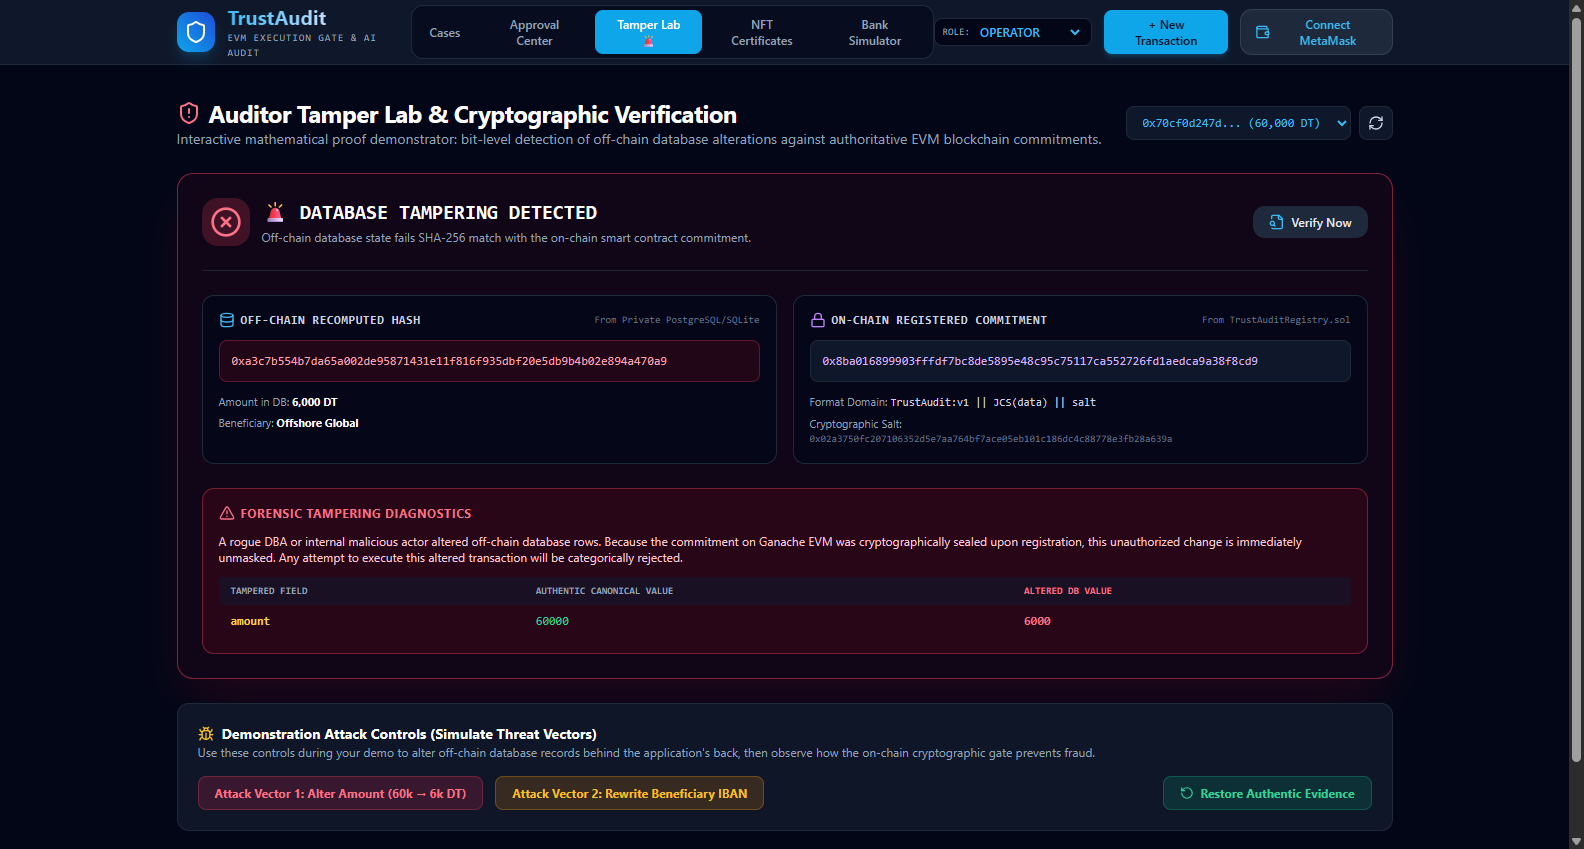 TrustAudit
EVM EXECUTION GATE & AI
AUDIT
Cases
Approval
Center
Tamper Lab
🚨
NFT
Certificates
Bank
Simulator
ROLE: OPERATOR
+ New
Transaction
Connect
MetaMask
Auditor Tamper Lab & Cryptographic Verification
Interactive mathematical proof demonstrator: bit-level detection of off-chain database alterations against authoritative EVM blockchain commitments.
0x70cf0d247d... (60,000 DT)
🚨 DATABASE TAMPERING DETECTED
Off-chain database state fails SHA-256 match with the on-chain smart contract commitment.
Verify Now
OFF-CHAIN RECOMPUTED HASH
From Private PostgreSQL/SQLite
0xa3c7b554b7da65a002de95871431e11f816f935dbf20e5db9b4b02e894a470a9
Amount in DB: 6,000 DT
Beneficiary: Offshore Global
ON-CHAIN REGISTERED COMMITMENT
From TrustAuditRegistry.sol
0x8ba016899903fffdf7bc8de5895e48c95c75117ca552726fd1aedca9a38f8cd9
Format Domain: TrustAudit:v1 || JCS(data) || salt
Cryptographic Salt:
0x02a3750fc207106352d5e7aa764bf7ace05eb101c186dc4c88778e3fb28a639a
FORENSIC TAMPERING DIAGNOSTICS
A rogue DBA or internal malicious actor altered off-chain database rows. Because the commitment on Ganache EVM was cryptographically sealed upon registration, this unauthorized change is immediately
unmasked. Any attempt to execute this altered transaction will be categorically rejected.
TAMPERED FIELD
AUTHENTIC CANONICAL VALUE
ALTERED DB VALUE
amount
60000
6000
Demonstration Attack Controls (Simulate Threat Vectors)
Use these controls during your demo to alter off-chain database records behind the application's back, then observe how the on-chain cryptographic gate prevents fraud.
Attack Vector 1: Alter Amount (60k → 6k DT)
Attack Vector 2: Rewrite Beneficiary IBAN
Restore Authentic Evidence